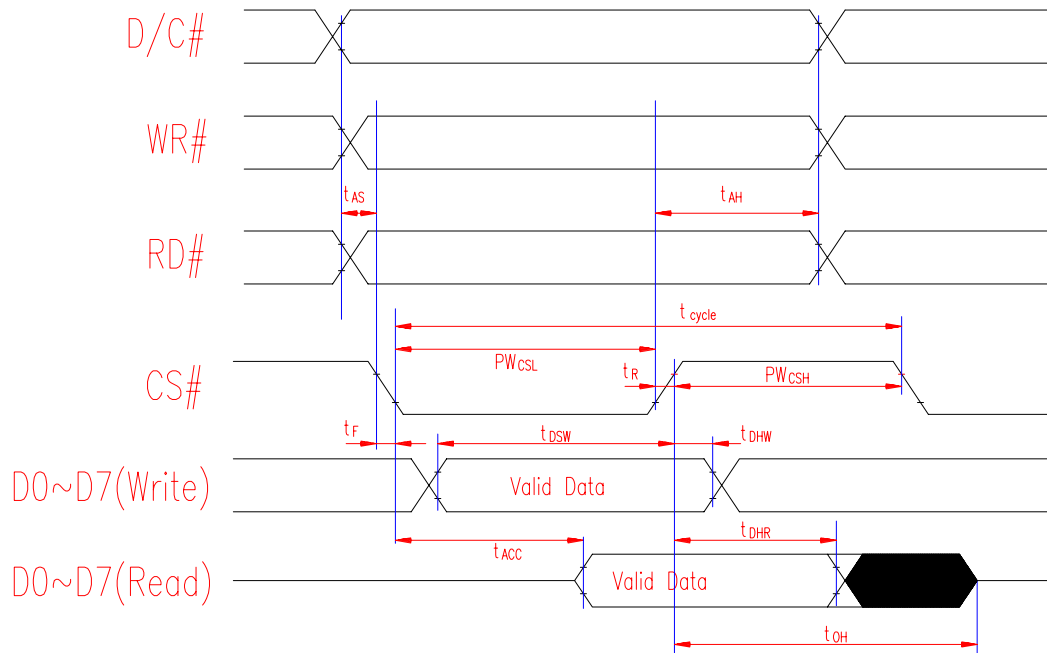 D/C#
WR#
tAS
tAH
RD#
tcycle
PWCSL
tR
PWCSH
CS#
tF
tDSW
tDHW
D0~D7(Write)
Valid Data
tACC
tDHR
D0~D7(Read)
Valid Data
tOH